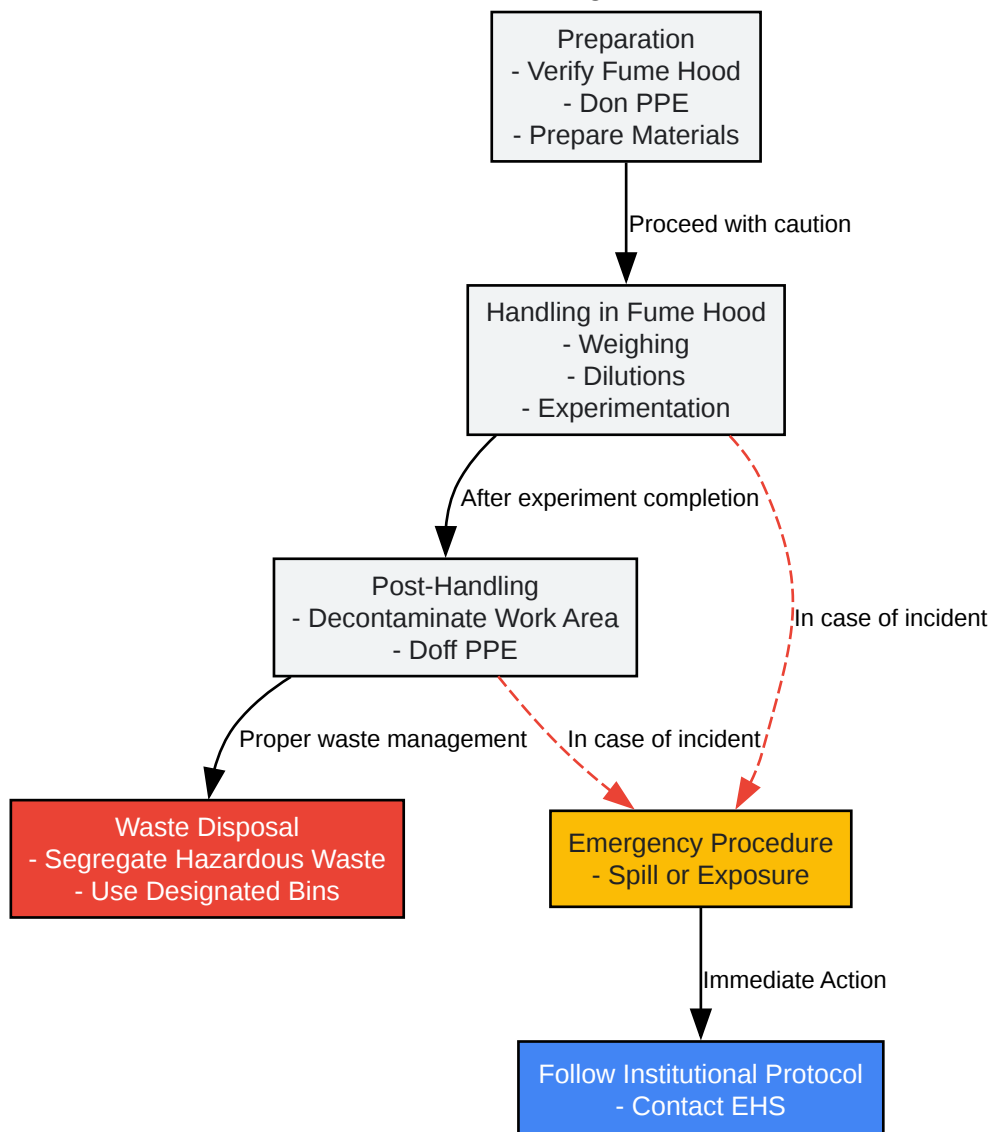 Preparation
- Verify Fume Hood
- Don PPE
- Prepare Materials
Proceed with caution
Handling in Fume Hood
- Weighing
- Dilutions
- Experimentation
After experiment completion
In case of incident
Post-Handling
- Decontaminate Work Area
- Doff PPE
Proper waste management
In case of incident
Waste Disposal
- Segregate Hazardous Waste
- Use Designated Bins
Emergency Procedure
- Spill or Exposure
Immediate Action
Follow Institutional Protocol
- Contact EHS